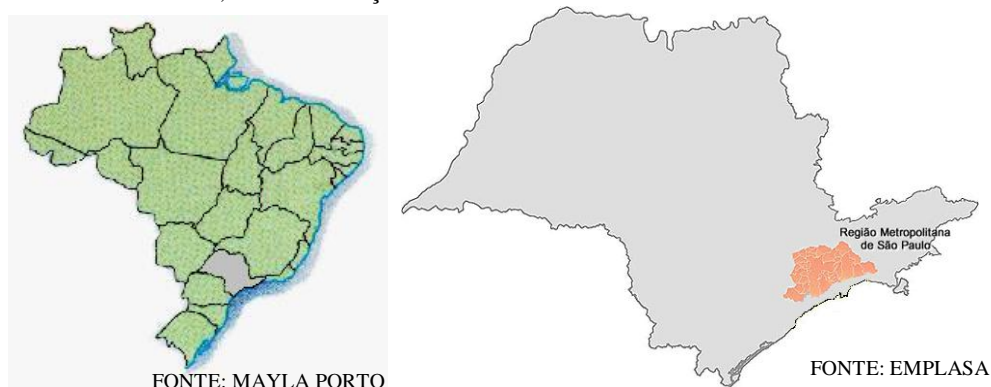 Região Metropolitana
de São Paulo
FONTE: MAYLA PORTO
FONTE: EMPLASA